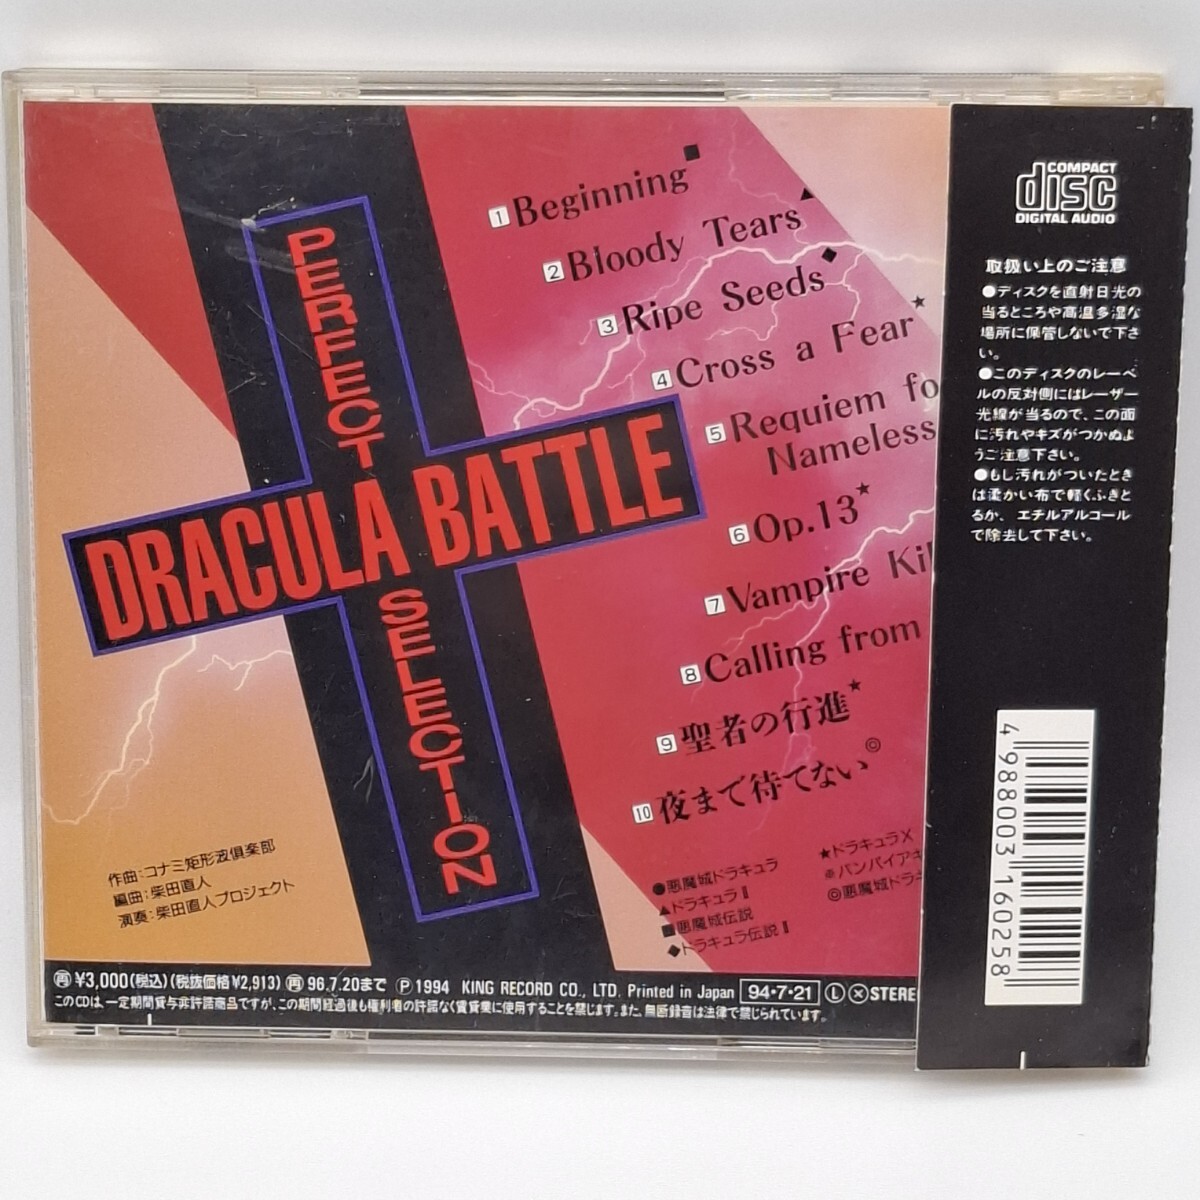 PERFECT SELECTION
DRACULA BATTLE
1 Beginning■
2 Bloody Tears▲
3 Ripe Seeds◆
4 Cross a Fear★
5 Requiem fo
Nameless
6 Op.13★
7 Vampire Kil
8 Calling from
9 聖者の行進★
10 夜まで待てない◎
作曲:コナミ矩形波倶楽部
編曲:柴田直人
演奏:柴田直人プロジェクト
●悪魔城ドラキュラ
▲ドラキュラⅡ
■悪魔城伝説
◆ドラキュラ伝説Ⅱ
★ドラキュラX
※バンパイアキ
◎悪魔城ドラキ
再 ¥3,000(税込)(税抜価格¥2,913) 再 96.7.20まで Ⓟ 1994 KING RECORD CO., LTD. Printed in Japan 94・7・21 Ⓛ ⓧ STERE
このCDは、一定期間貸与非許諾商品ですが、この期間経過後も権利者の許諾なく賃貸業に使用することを禁じます。また、無断録音は法律で禁じられています。
COMPACT
disc
DIGITAL AUDIO
取扱い上のご注意
●ディスクを直射日光の
当るところや高温多湿な
場所に保管しないで下さ
い。
●このディスクのレーベ
ルの反対側にはレーザー
光線が当るので、この面
に汚れやキズがつかぬよ
うご注意下さい。
●もし汚れがついたとき
は柔かい布で軽くふきと
るか、エチルアルコール
で除去して下さい。
4 988003 160258